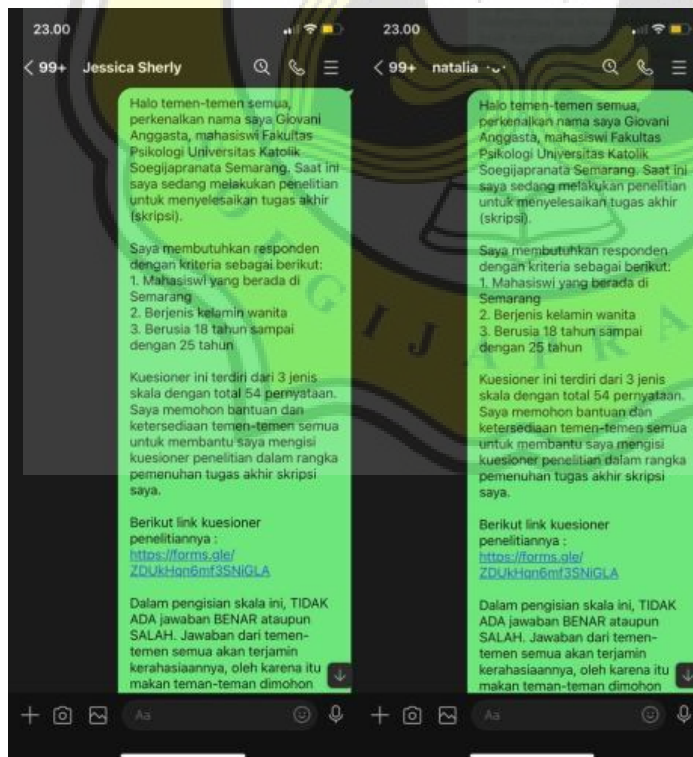 23.00
< 99+ Jessica Sherly
Halo temen-temen semua,
perkenalkan nama saya Giovani
Anggasta, mahasiswi Fakultas
Psikologi Universitas Katolik
Soegijapranata Semarang. Saat ini
saya sedang melakukan penelitian
untuk menyelesaikan tugas akhir
(skripsi).
Saya membutuhkan responden
dengan kriteria sebagai berikut:
1. Mahasiswi yang berada di
Semarang
2. Berjenis kelamin wanita
3. Berusia 18 tahun sampai
dengan 25 tahun
Kuesioner ini terdiri dari 3 jenis
skala dengan total 54 pernyataan.
Saya memohon bantuan dan
ketersediaan temen-temen semua
untuk membantu saya mengisi
kuesioner penelitian dalam rangka
pemenuhan tugas akhir skripsi
saya.
Berikut link kuesioner
penelitiannya :
https://forms.gle/
ZDUkHqn6mf3SNiGLA
Dalam pengisian skala ini, TIDAK
ADA jawaban BENAR ataupun
SALAH. Jawaban dari temen-
temen semua akan terjamin
kerahasiaannya, oleh karena itu
makan teman-teman dimohon
Aa
23.00
< 99+ natalia
Halo temen-temen semua,
perkenalkan nama saya Giovani
Anggasta, mahasiswi Fakultas
Psikologi Universitas Katolik
Soegijapranata Semarang. Saat ini
saya sedang melakukan penelitian
untuk menyelesaikan tugas akhir
(skripsi).
Saya membutuhkan responden
dengan kriteria sebagai berikut:
1. Mahasiswi yang berada di
Semarang
2. Berjenis kelamin wanita
3. Berusia 18 tahun sampai
dengan 25 tahun
Kuesioner ini terdiri dari 3 jenis
skala dengan total 54 pernyataan.
Saya memohon bantuan dan
ketersediaan temen-temen semua
untuk membantu saya mengisi
kuesioner penelitian dalam rangka
pemenuhan tugas akhir skripsi
saya.
Berikut link kuesioner
penelitiannya :
https://forms.gle/
ZDUkHqn6mf3SNiGLA
Dalam pengisian skala ini, TIDAK
ADA jawaban BENAR ataupun
SALAH. Jawaban dari temen-
temen semua akan terjamin
kerahasiaannya, oleh karena itu
makan teman-teman dimohon
Aa